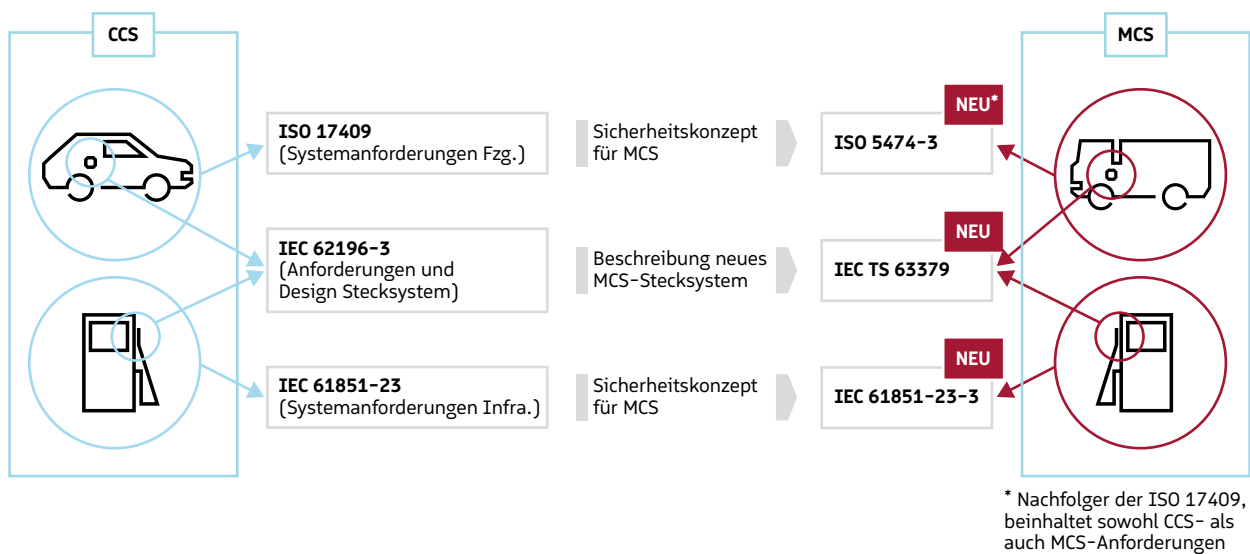 CCS
MCS
ISO 17409
(Systemanforderungen Fzg.)
Sicherheitskonzept
für MCS
NEU*
ISO 5474-3
IEC 62196-3
(Anforderungen und
Design Stecksystem)
Beschreibung neues
MCS-Stecksystem
NEU
IEC TS 63379
IEC 61851-23
(Systemanforderungen Infra.)
Sicherheitskonzept
für MCS
NEU
IEC 61851-23-3
* Nachfolger der ISO 17409,
beinhaltet sowohl CCS- als
auch MCS-Anforderungen